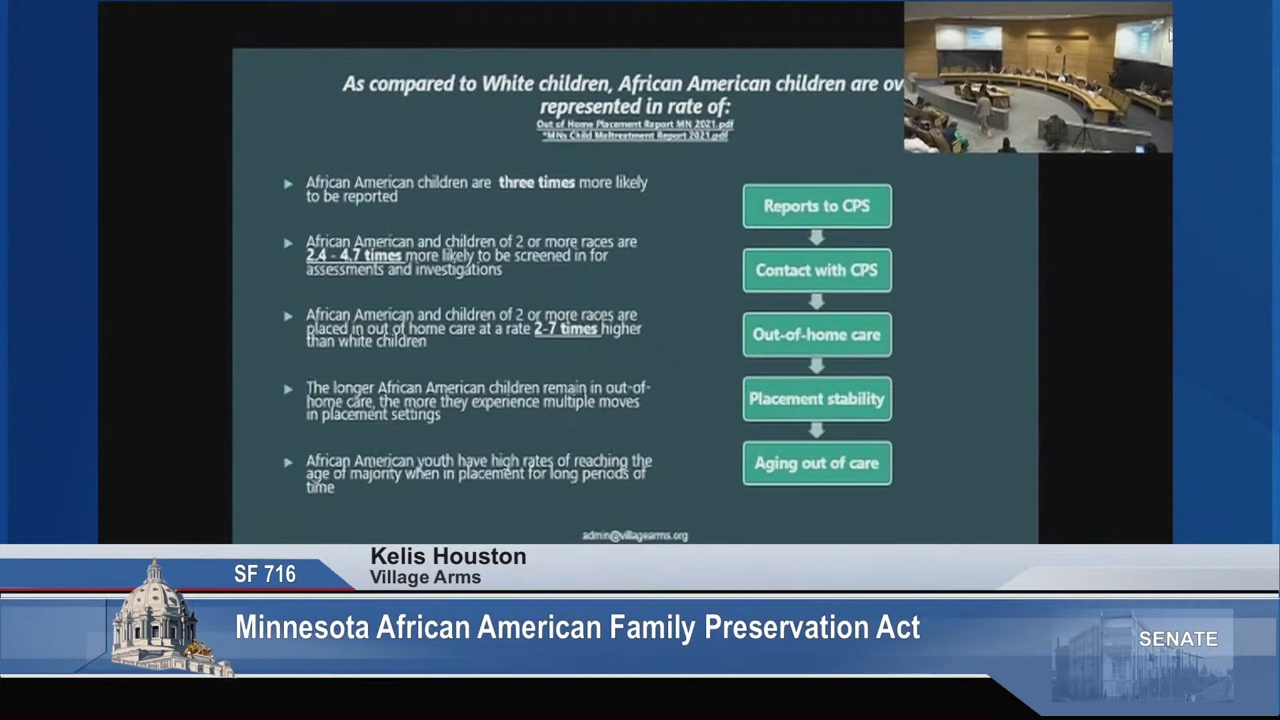 As compared to White children, African American children are ov
represented in rate of:
Out of Home Placement Report MN 2021.pdf
*MNs Child Maltreatment Report 2021.pdf
African American children are three times more likely
to be reported
African American and children of 2 or more races are
2.4 - 4.7 times more likely to be screened in for
assessments and investigations
African American and children of 2 or more races are
placed in out of home care at a rate 2-7 times higher
than white children
The longer African American children remain in out-of-
home care, the more they experience multiple moves
in placement settings
African American youth have high rates of reaching the
age of majority when in placement for long periods of
time
Reports to CPS
Contact with CPS
Out-of-home care
Placement stability
Aging out of care
admin@villagearms.org
Kelis Houston
SF 716
Village Arms
Minnesota African American Family Preservation Act
SENATE